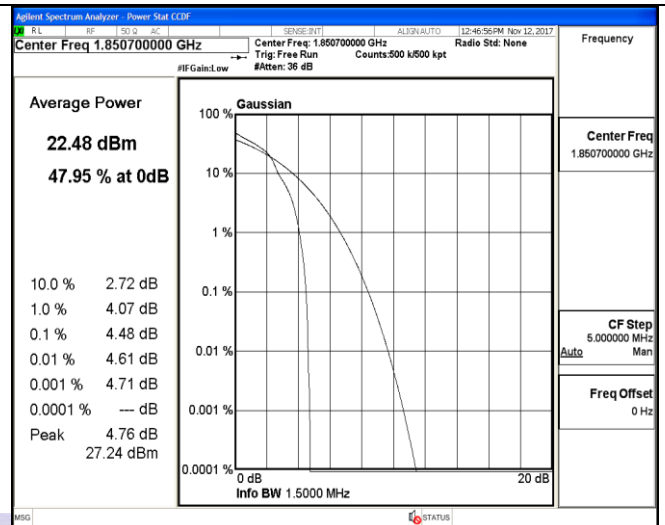 Agilent Spectrum Analyzer - Power Stat CCDF
RL RF 50 Ω AC SENSE:INT ALIGN AUTO 12:46:56PM Nov 12, 2017
Center Freq 1.850700000 GHz
Center Freq: 1.850700000 GHz Radio Std: None
Trig: Free Run Counts:500 k/500 kpt
#IFGain:Low #Atten: 36 dB
Frequency
Average Power
22.48 dBm
47.95 % at 0dB
10.0 % 2.72 dB
1.0 % 4.07 dB
0.1 % 4.48 dB
0.01 % 4.61 dB
0.001 % 4.71 dB
0.0001 % --- dB
Peak 4.76 dB
27.24 dBm
Gaussian
100 %
10 %
1 %
0.1 %
0.01 %
0.001 %
0.0001 %
0 dB 20 dB
Info BW 1.5000 MHz
Center Freq
1.850700000 GHz
CF Step
5.000000 MHz
Auto Man
Freq Offset
0 Hz
MSG STATUS